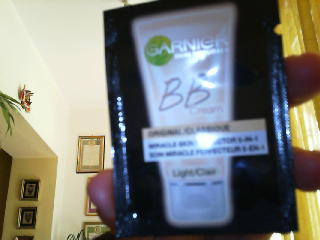 GARNIER
BB
Cream
ORIGINAL/CLASSIQUE
MIRACLE SKIN PERFECTOR 5-IN-1
SOIN MIRACLE PERFECTEUR 5-EN-1
Light/Clair